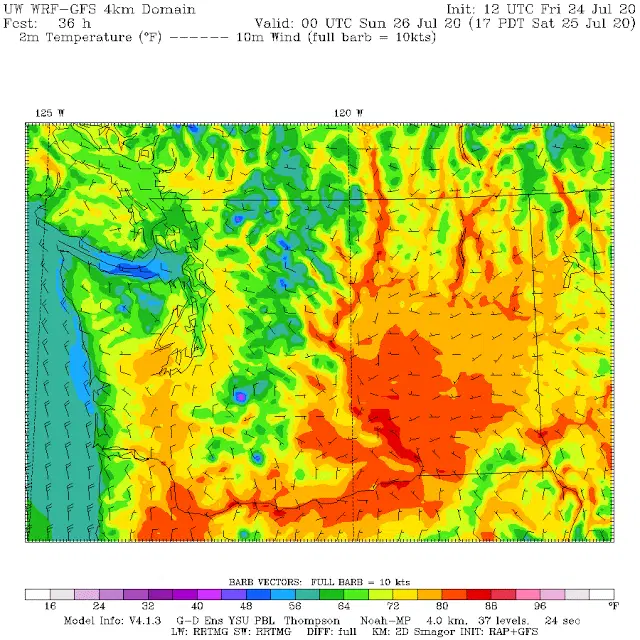 UW WRF-GFS 4km Domain Init: 12 UTC Fri 24 Jul 20
Fcst: 36 h Valid: 00 UTC Sun 26 Jul 20 (17 PDT Sat 25 Jul 20)
2m Temperature (°F) ------ 10m Wind (full barb = 10kts)
125 W 120 W
BARB VECTORS: FULL BARB = 10 kts
16 24 32 40 48 56 64 72 80 88 96 °F
Model Info: V4.1.3 G-D Ens YSU PBL Thompson Noah-MP 4.0 km, 37 levels, 24 sec
LW: RRTMG SW: RRTMG DIFF: full KM: 2D Smagor INIT: RAP+GFS